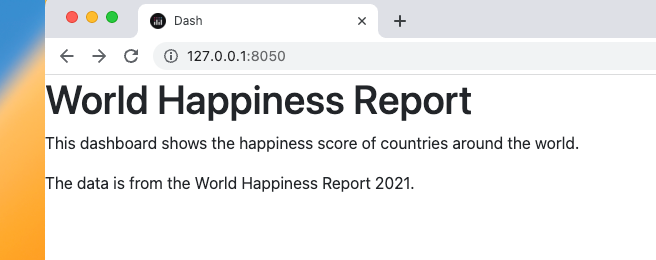 Dash
127.0.0.1:8050
World Happiness Report
This dashboard shows the happiness score of countries around the world.
The data is from the World Happiness Report 2021.